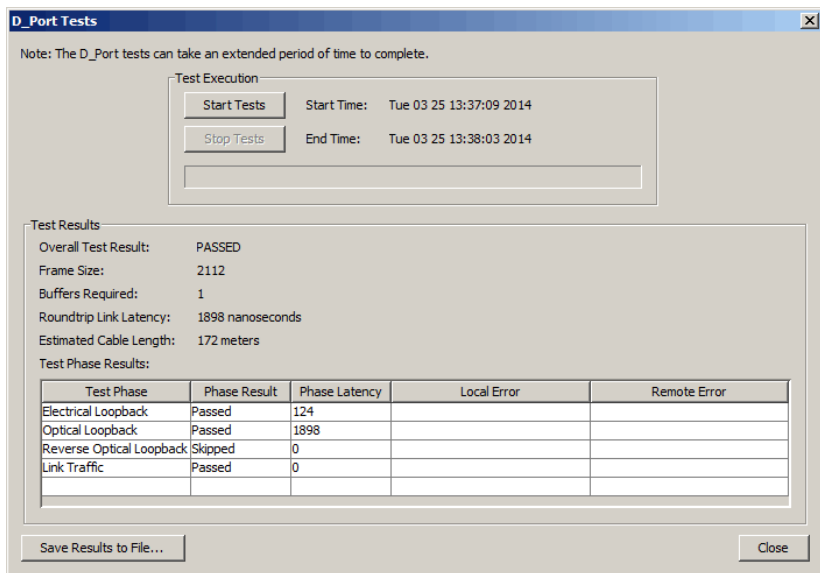 D_Port Tests
Note: The D_Port tests can take an extended period of time to complete.
Test Execution
Start Tests Start Time: Tue 03 25 13:37:09 2014
Stop Tests End Time: Tue 03 25 13:38:03 2014
Test Results
Overall Test Result: PASSED
Frame Size: 2112
Buffers Required: 1
Roundtrip Link Latency: 1898 nanoseconds
Estimated Cable Length: 172 meters
Test Phase Results:
Test Phase Phase Result Phase Latency Local Error Remote Error
Electrical Loopback Passed 124
Optical Loopback Passed 1898
Reverse Optical Loopback Skipped 0
Link Traffic Passed 0
Save Results to File... Close